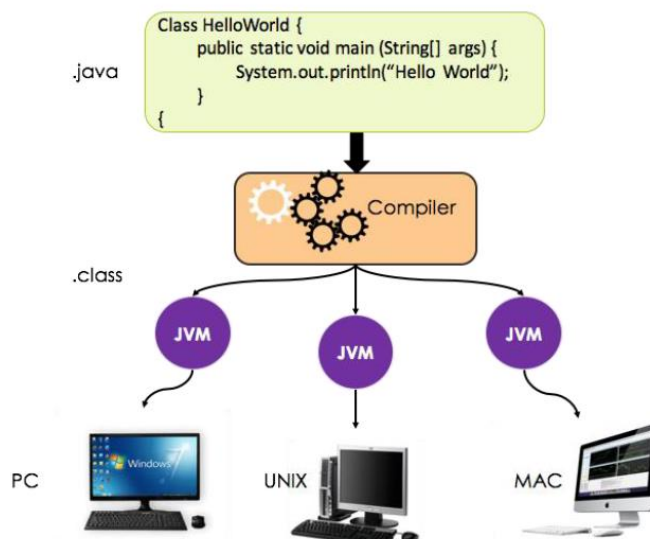 Class HelloWorld {
public static void main (String[] args) {
.java
System.out.println(“Hello World”);
}
{
Compiler
.class
JVM
JVM
JVM
Windows 7
PC
UNIX
MAC